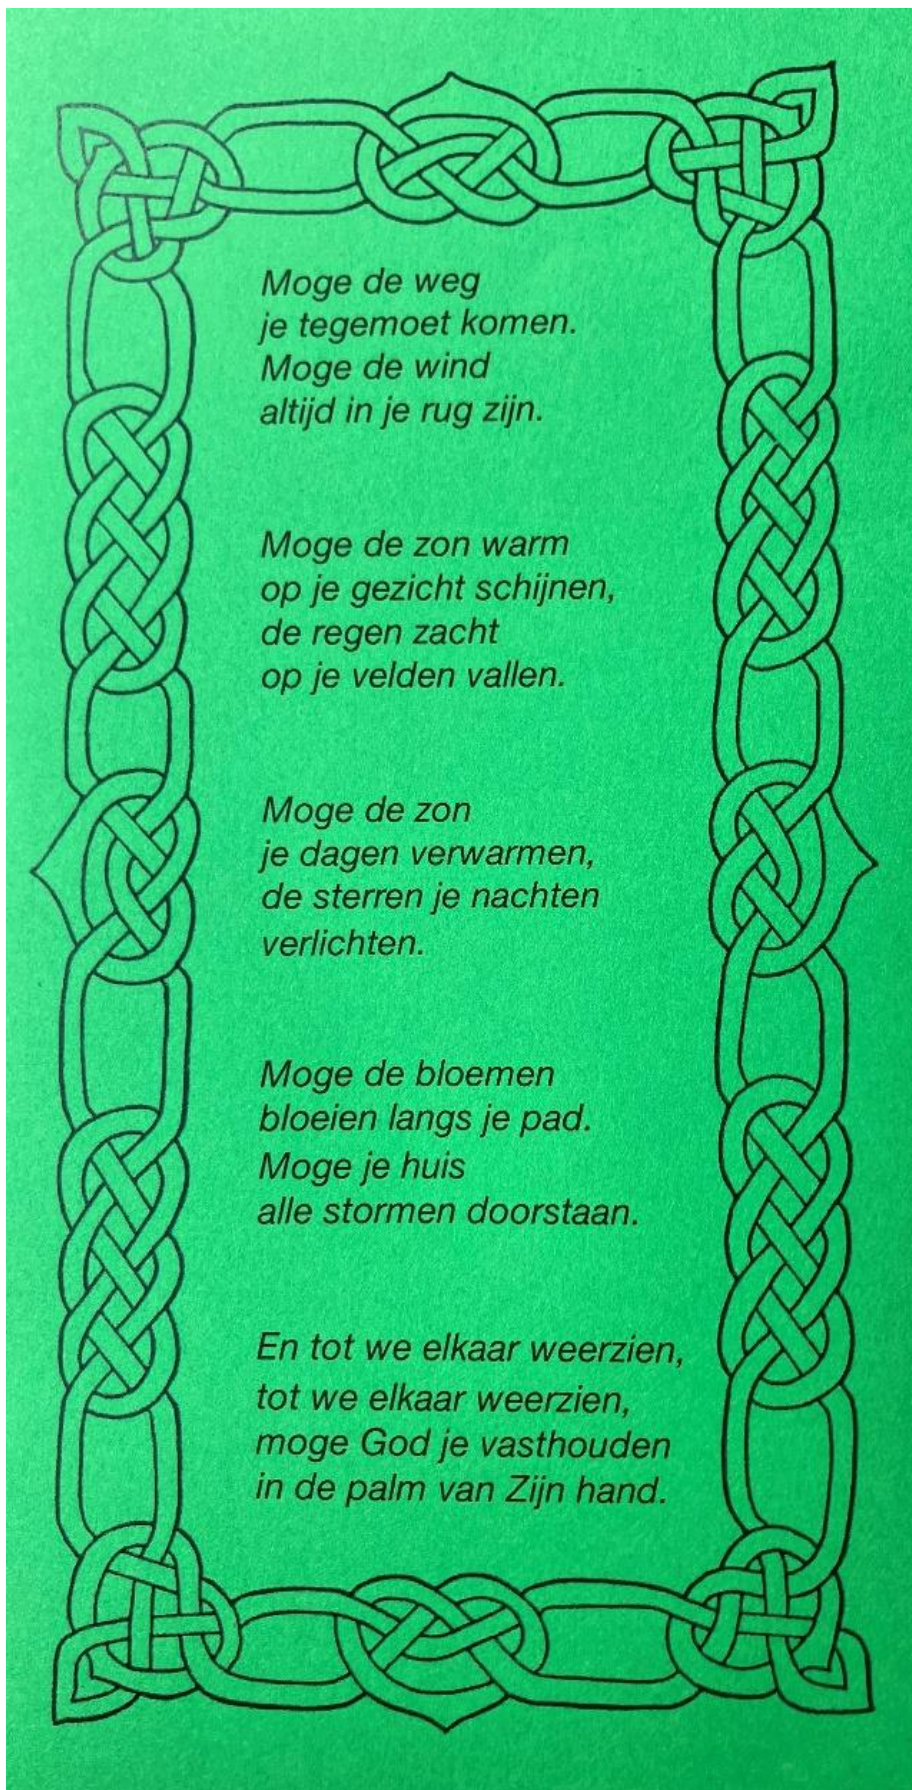 Moge de weg
je tegemoet komen.
Moge de wind
altijd in je rug zijn.
Moge de zon warm
op je gezicht schijnen,
de regen zacht
op je velden vallen.
Moge de zon
je dagen verwarmen,
de sterren je nachten
verlichten.
Moge de bloemen
bloeien langs je pad.
Moge je huis
alle stormen doorstaan.
En tot we elkaar weerzien,
tot we elkaar weerzien,
moge God je vasthouden
in de palm van Zijn hand.